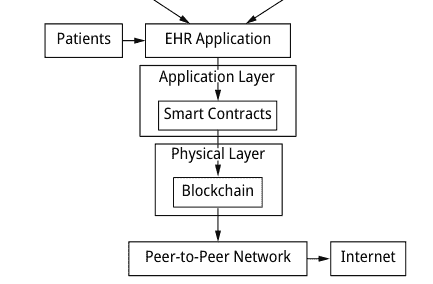 Patients
EHR Application
Application Layer
Smart Contracts
Physical Layer
Blockchain
Peer-to-Peer Network
Internet